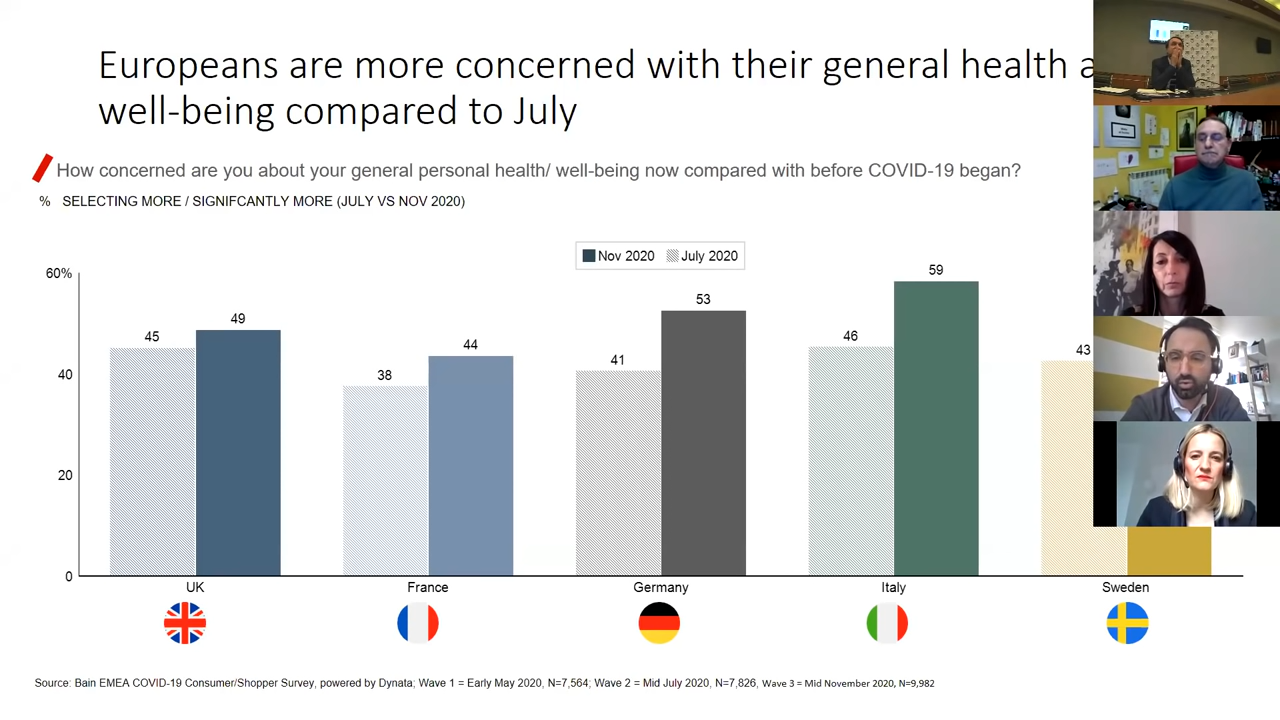 Europeans are more concerned with their general health
well-being compared to July
How concerned are you about your general personal health/ well-being now compared with before COVID-19 began?
% SELECTING MORE / SIGNIFCANTLY MORE (JULY VS NOV 2020)
Nov 2020 July 2020
60%
40
20
0
45 49
38 44
41 53
46 59
43
UK France Germany Italy Sweden
Source: Bain EMEA COVID-19 Consumer/Shopper Survey, powered by Dynata; Wave 1 = Early May 2020, N=7,564; Wave 2 = Mid July 2020, N=7,826, Wave 3 = Mid November 2020, N=9,982